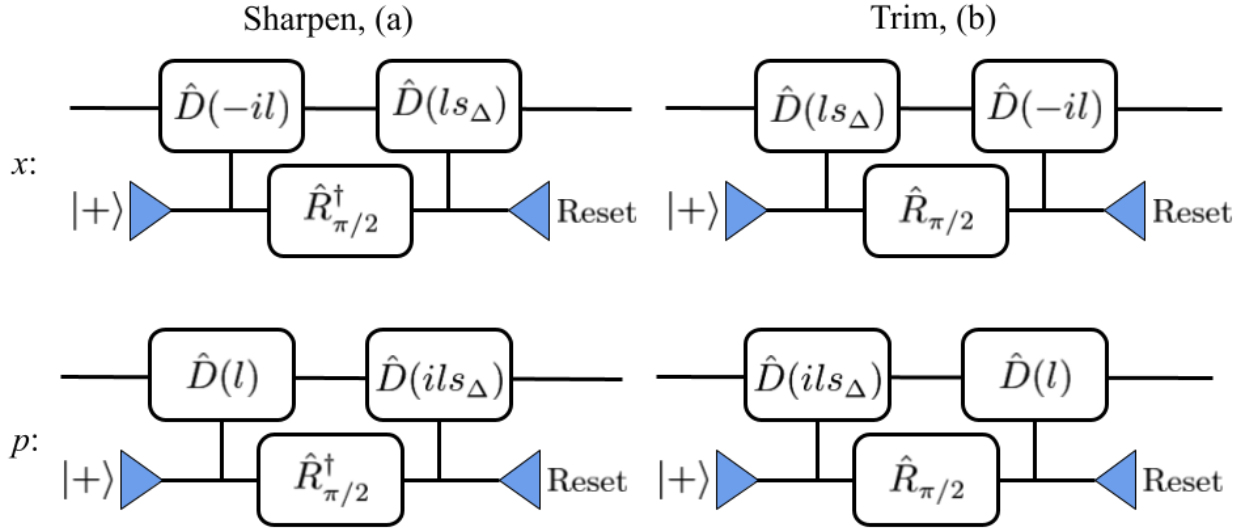 Sharpen, (a)
Trim, (b)
x:
D̂(−il)
D̂(ls_Δ)
|+⟩
R̂†_{π/2}
Reset
D̂(ls_Δ)
D̂(−il)
|+⟩
R̂_{π/2}
Reset
p:
D̂(l)
D̂(ils_Δ)
|+⟩
R̂†_{π/2}
Reset
D̂(ils_Δ)
D̂(l)
|+⟩
R̂_{π/2}
Reset